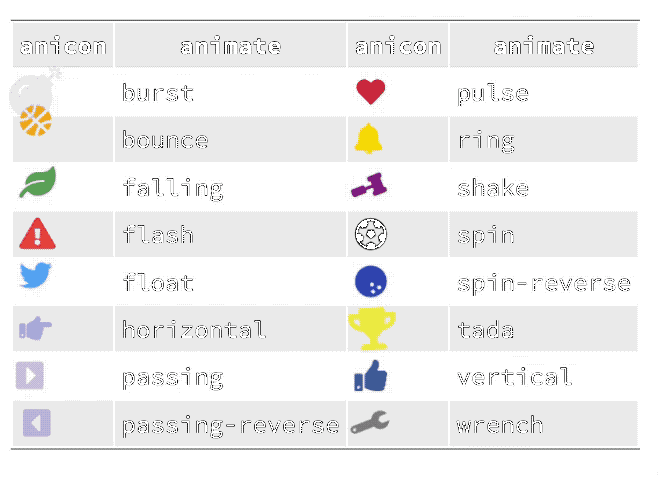 anicon animate anicon animate
burst pulse
bounce ring
falling shake
flash spin
float spin-reverse
horizontal tada
passing vertical
passing-reverse wrench